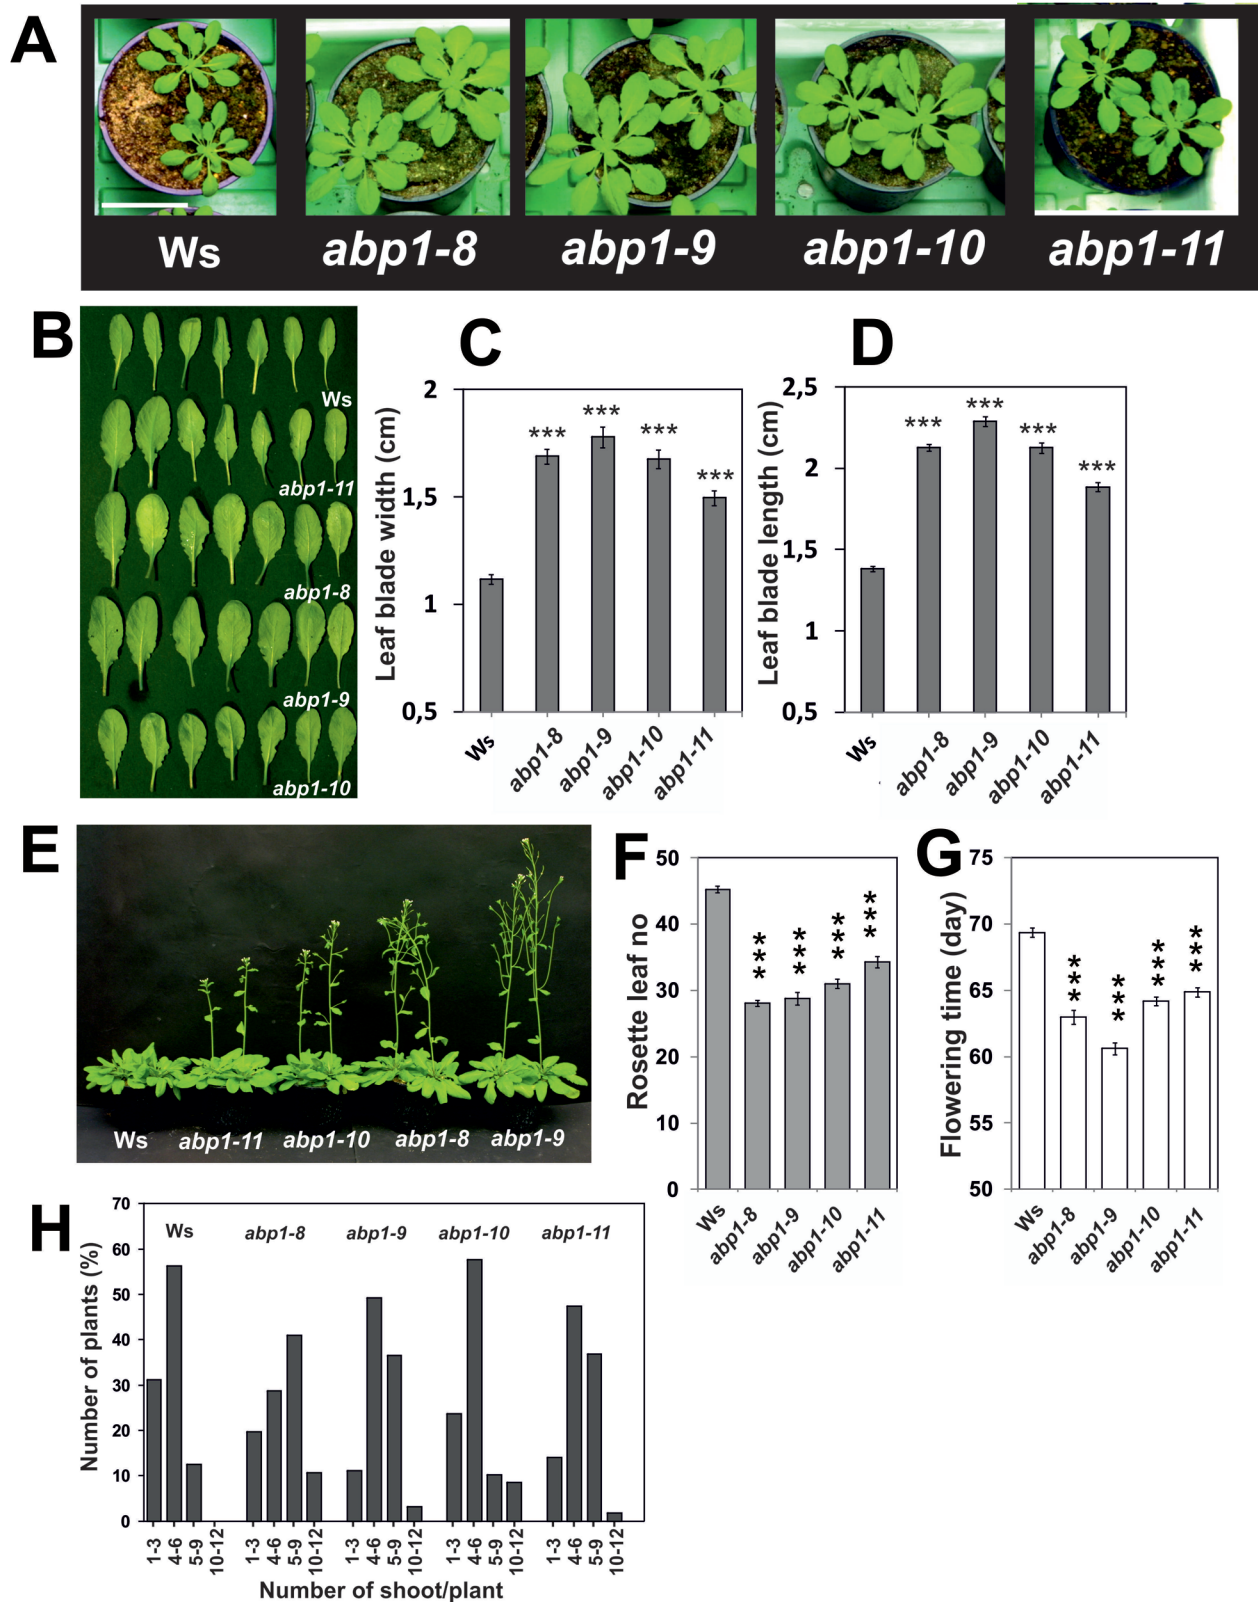 A
Ws
abp1-8
abp1-9
abp1-10
abp1-11
B
Ws
abp1-11
abp1-8
abp1-9
abp1-10
C
Leaf blade width (cm)
2
1,5
1
0,5
***
***
***
***
Ws
abp1-8
abp1-9
abp1-10
abp1-11
D
Leaf blade length (cm)
2,5
2
1,5
1
0,5
***
***
***
***
Ws
abp1-8
abp1-9
abp1-10
abp1-11
E
Ws
abp1-11
abp1-10
abp1-8
abp1-9
F
Rosette leaf no
50
40
30
20
10
0
***
***
***
***
Ws
abp1-8
abp1-9
abp1-10
abp1-11
G
Flowering time (day)
75
70
65
60
55
50
***
***
***
***
Ws
abp1-8
abp1-9
abp1-10
abp1-11
H
Number of plants (%)
70
60
50
40
30
20
10
0
Ws
abp1-8
abp1-9
abp1-10
abp1-11
1-3
4-6
5-9
10-12
1-3
4-6
5-9
10-12
1-3
4-6
5-9
10-12
1-3
4-6
5-9
10-12
1-3
4-6
5-9
10-12
Number of shoot/plant